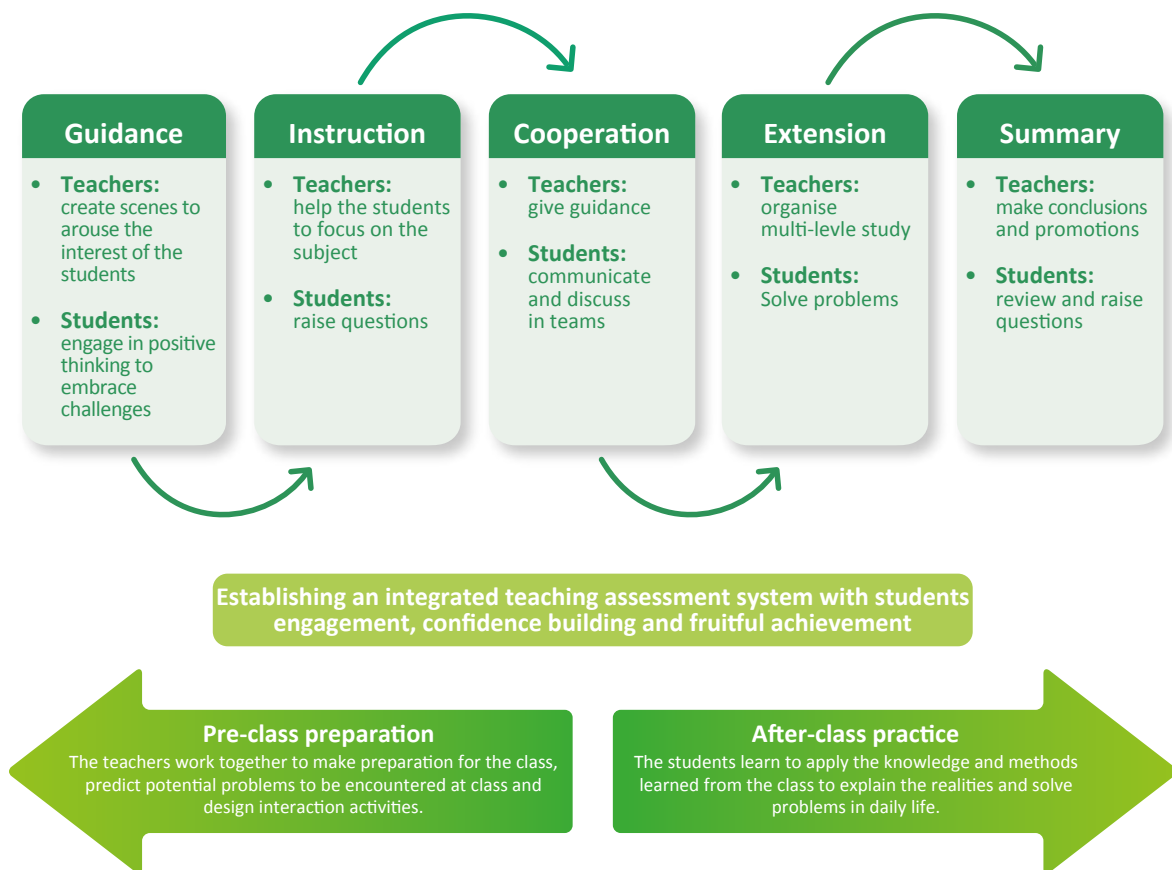 Guidance
• Teachers:
create scenes to
arouse the
interest of the
students
• Students:
engage in positive
thinking to
embrace
challenges
Instruction
• Teachers:
help the students
to focus on the
subject
• Students:
raise questions
Cooperation
• Teachers:
give guidance
• Students:
communicate
and discuss
in teams
Extension
• Teachers:
organise
multi-levle study
• Students:
Solve problems
Summary
• Teachers:
make conclusions
and promotions
• Students:
review and raise
questions
Establishing an integrated teaching assessment system with students
engagement, confidence building and fruitful achievement
Pre-class preparation
The teachers work together to make preparation for the class,
predict potential problems to be encountered at class and
design interaction activities.
After-class practice
The students learn to apply the knowledge and methods
learned from the class to explain the realities and solve
problems in daily life.